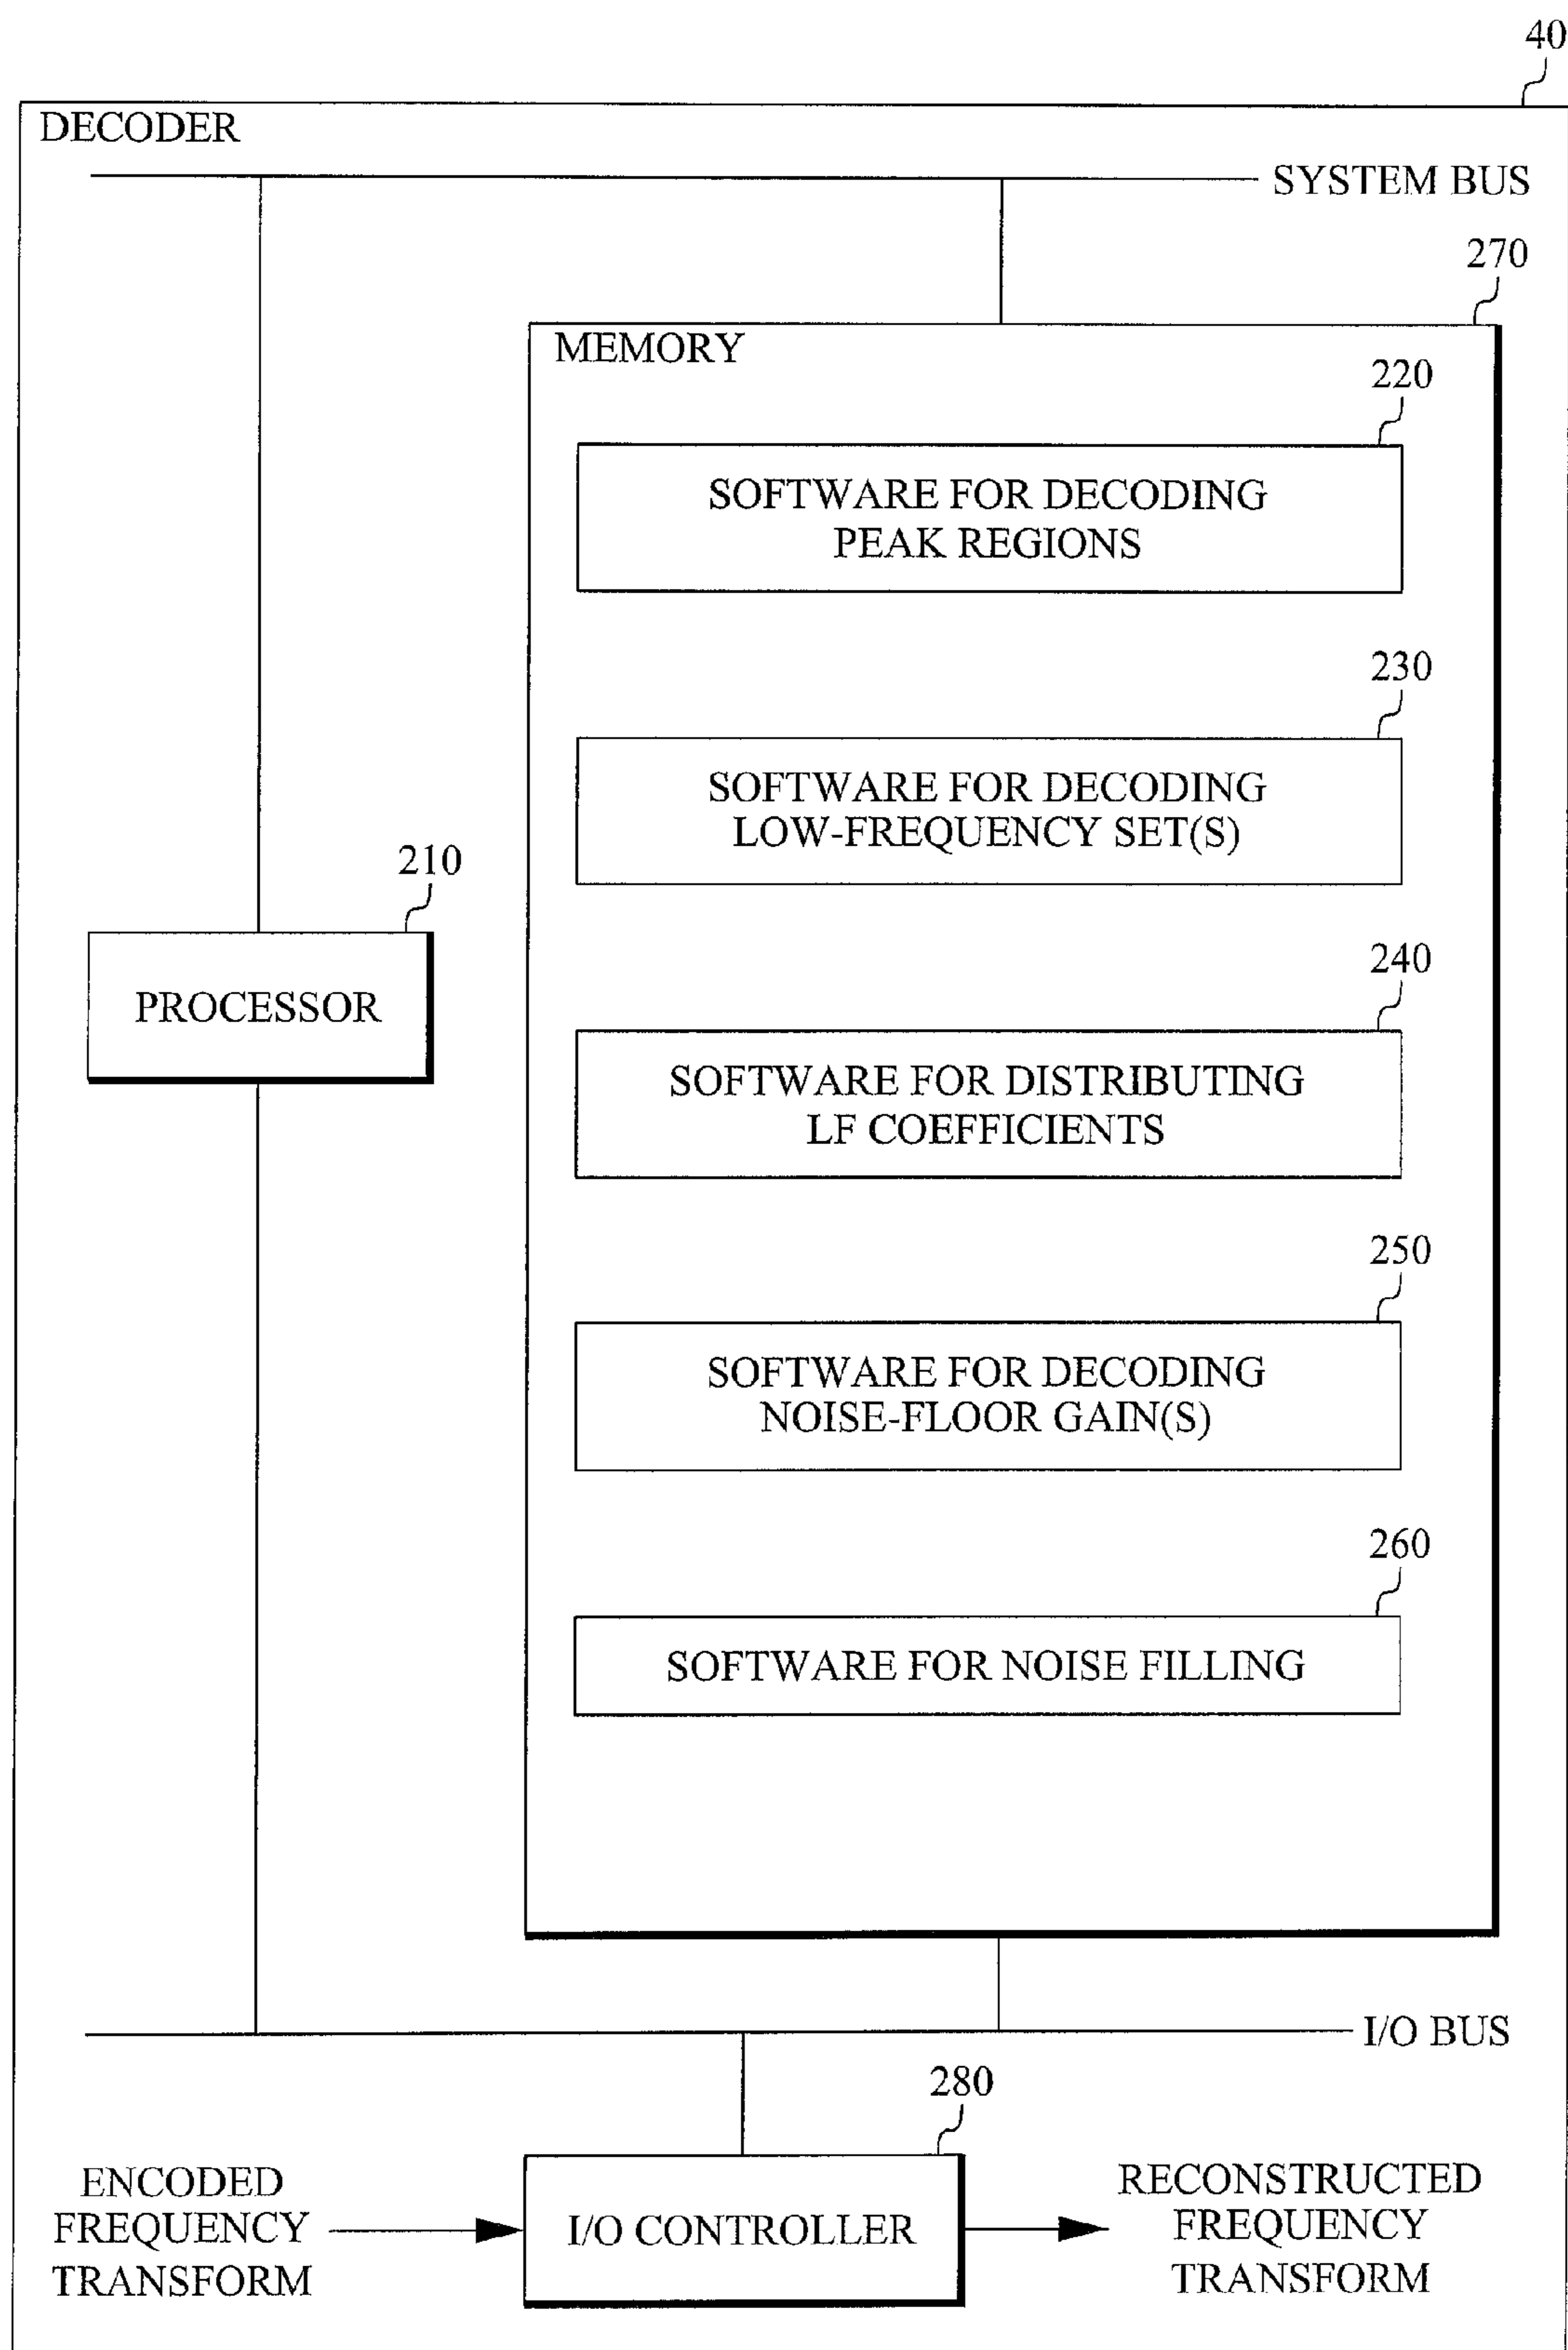 40
DECODER
SYSTEM BUS
270
MEMORY
220
SOFTWARE FOR DECODING
PEAK REGIONS
230
SOFTWARE FOR DECODING
LOW-FREQUENCY SET(S)
210
PROCESSOR
240
SOFTWARE FOR DISTRIBUTING
LF COEFFICIENTS
250
SOFTWARE FOR DECODING
NOISE-FLOOR GAIN(S)
260
SOFTWARE FOR NOISE FILLING
I/O BUS
280
ENCODED
FREQUENCY
TRANSFORM
I/O CONTROLLER
RECONSTRUCTED
FREQUENCY
TRANSFORM